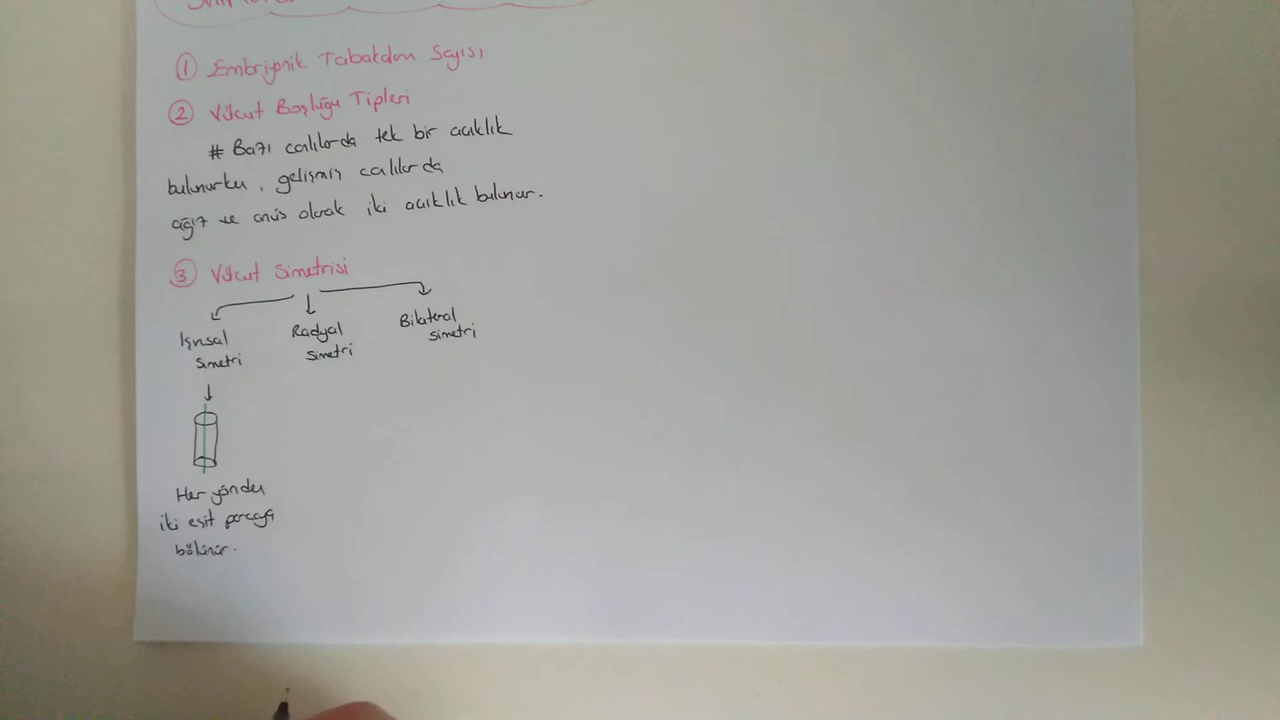 ① Embriyonik Tabakaların Sayısı
② Vücut Boşluğu Tipleri
# Bazı canlılarda tek bir açıklık
bulunurken, gelişmiş canlılarda
ağız ve anüs olarak iki açıklık bulunur.
③ Vücut Simetrisi
Işınsal
simetri
Radyal
simetri
Bilateral
simetri
Her yönden
iki eşit parçaya
bölünür.